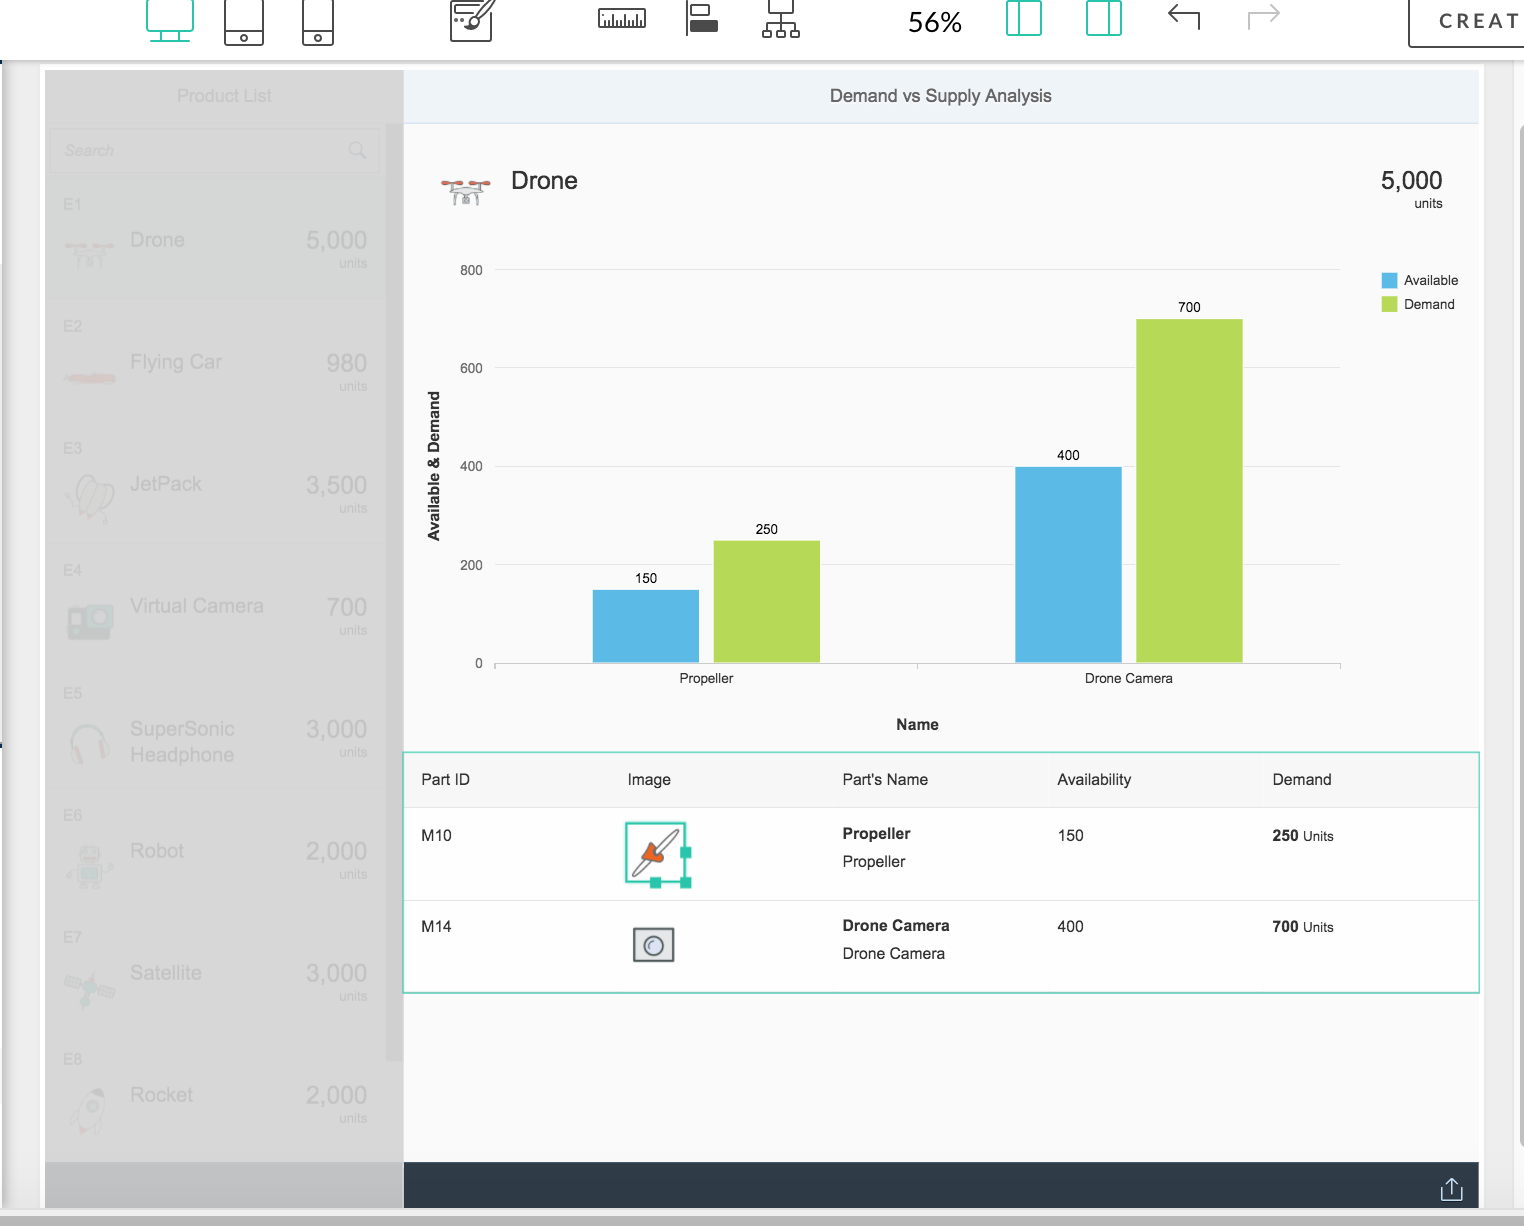 56%
CREAT
Product List
Demand vs Supply Analysis
Search
E1
Drone
5,000
units
E2
Flying Car
980
units
E3
JetPack
3,500
units
E4
Virtual Camera
700
units
E5
SuperSonic
Headphone
3,000
units
E6
Robot
2,000
units
E7
Satellite
3,000
units
E8
Rocket
2,000
units
Drone
5,000
units
Available & Demand
800
600
400
200
0
150
250
400
700
Propeller
Drone Camera
Name
Available
Demand
Part ID Image Part's Name Availability Demand
M10 Propeller 150 250 Units
Propeller
M14 Drone Camera 400 700 Units
Drone Camera